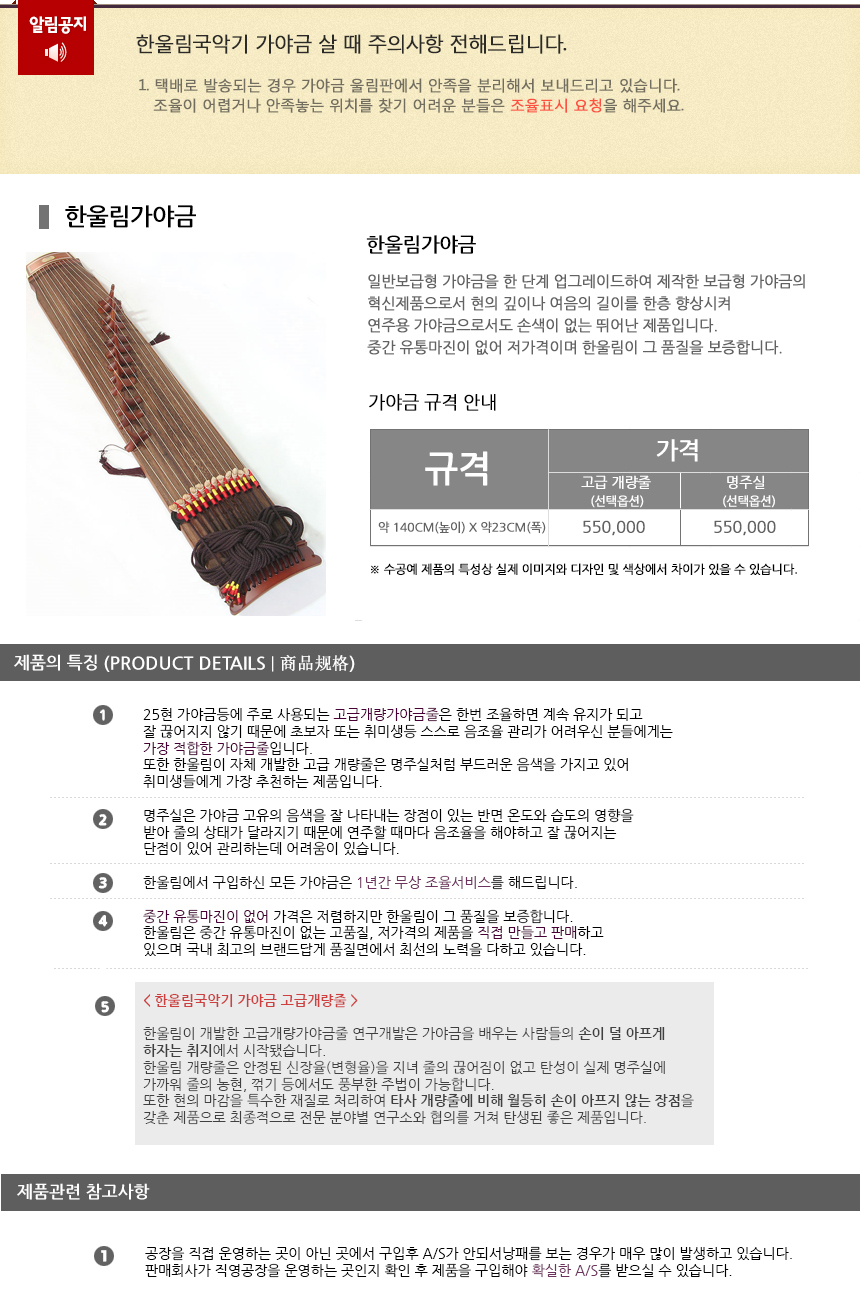 알림공지
한울림국악기 가야금 살 때 주의사항 전해드립니다.
1. 택배로 발송되는 경우 가야금 울림판에서 안족을 분리해서 보내드리고 있습니다.
조율이 어렵거나 안족놓는 위치를 찾기 어려운 분들은 조율표시 요청을 해주세요.
한울림가야금
한울림가야금
일반보급형 가야금을 한 단계 업그레이드하여 제작한 보급형 가야금의
혁신제품으로서 현의 깊이나 여음의 길이를 한층 향상시켜
연주용 가야금으로서도 손색이 없는 뛰어난 제품입니다.
중간 유통마진이 없어 저가격이며 한울림이 그 품질을 보증합니다.
가야금 규격 안내
규격
가격
고급 개량줄
(선택옵션)
명주실
(선택옵션)
약 140CM(높이) X 약23CM(폭)
550,000
550,000
※ 수공예 제품의 특성상 실제 이미지와 디자인 및 색상에서 차이가 있을 수 있습니다.
제품의 특징 (PRODUCT DETAILS | 商品规格)
1
25현 가야금등에 주로 사용되는 고급개량가야금줄은 한번 조율하면 계속 유지가 되고
잘 끊어지지 않기 때문에 초보자 또는 취미생등 스스로 음조율 관리가 어려우신 분들에게는
가장 적합한 가야금줄입니다.
또한 한울림이 자체 개발한 고급 개량줄은 명주실처럼 부드러운 음색을 가지고 있어
취미생들에게 가장 추천하는 제품입니다.
2
명주실은 가야금 고유의 음색을 잘 나타내는 장점이 있는 반면 온도와 습도의 영향을
받아 줄의 상태가 달라지기 때문에 연주할 때마다 음조율을 해야하고 잘 끊어지는
단점이 있어 관리하는데 어려움이 있습니다.
3
한울림에서 구입하신 모든 가야금은 1년간 무상 조율서비스를 해드립니다.
4
중간 유통마진이 없어 가격은 저렴하지만 한울림이 그 품질을 보증합니다.
한울림은 중간 유통마진이 없는 고품질, 저가격의 제품을 직접 만들고 판매하고
있으며 국내 최고의 브랜드답게 품질면에서 최선의 노력을 다하고 있습니다.
5
< 한울림국악기 가야금 고급개량줄 >
한울림이 개발한 고급개량가야금줄 연구개발은 가야금을 배우는 사람들의 손이 덜 아프게
하자는 취지에서 시작됐습니다.
한울림 개량줄은 안정된 신장율(변형율)을 지녀 줄의 끊어짐이 없고 탄성이 실제 명주실에
가까워 줄의 농현, 꺾기 등에서도 풍부한 주법이 가능합니다.
또한 현의 마감을 특수한 재질로 처리하여 타사 개량줄에 비해 월등히 손이 아프지 않는 장점을
갖춘 제품으로 최종적으로 전문 분야별 연구소와 협의를 거쳐 탄생된 좋은 제품입니다.
제품관련 참고사항
1
공장을 직접 운영하는 곳이 아닌 곳에서 구입후 A/S가 안되서낭패를 보는 경우가 매우 많이 발생하고 있습니다.
판매회사가 직영공장을 운영하는 곳인지 확인 후 제품을 구입해야 확실한 A/S를 받으실 수 있습니다.